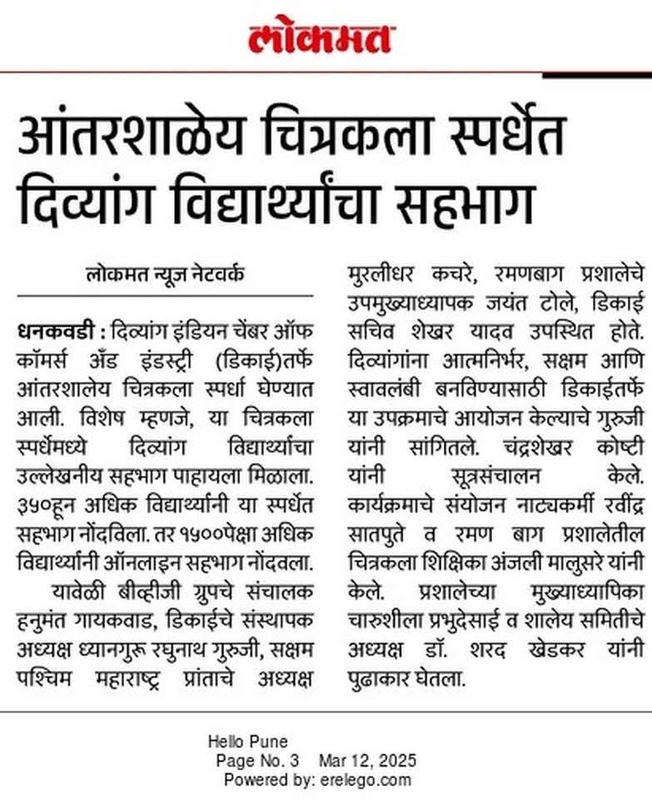 लोकमत
आंतरशाळेय चित्रकला स्पर्धेत
दिव्यांग विद्यार्थ्यांचा सहभाग
लोकमत न्यूज नेटवर्क
धनकवडी : दिव्यांग इंडियन चेंबर ऑफ
कॉमर्स अँड इंडस्ट्री (डिकाई)तर्फे
आंतरशालेय चित्रकला स्पर्धा घेण्यात
आली. विशेष म्हणजे, या चित्रकला
स्पर्धेमध्ये दिव्यांग विद्यार्थ्यांचा
उल्लेखनीय सहभाग पाहायला मिळाला.
३५०हून अधिक विद्यार्थ्यांनी या स्पर्धेत
सहभाग नोंदविला. तर १५००पेक्षा अधिक
विद्यार्थ्यांनी ऑनलाइन सहभाग नोंदवला.
यावेळी बीव्हीजी ग्रुपचे संचालक
हनुमंत गायकवाड, डिकाईचे संस्थापक
अध्यक्ष ध्यानगुरू रघुनाथ गुरुजी, सक्षम
पश्चिम महाराष्ट्र प्रांताचे अध्यक्ष
मुरलीधर कचरे, रमणबाग प्रशालेचे
उपमुख्याध्यापक जयंत टोले, डिकाई
सचिव शेखर यादव उपस्थित होते.
दिव्यांगांना आत्मनिर्भर, सक्षम आणि
स्वावलंबी बनविण्यासाठी डिकाईतर्फे
या उपक्रमाचे आयोजन केल्याचे गुरुजी
यांनी सांगितले. चंद्रशेखर कोष्टी
यांनी सूत्रसंचालन केले.
कार्यक्रमाचे संयोजन नाट्यकर्मी रवींद्र
सातपुते व रमण बाग प्रशालेतील
चित्रकला शिक्षिका अंजली मालुसरे यांनी
केले. प्रशालेच्या मुख्याध्यापिका
चारुशीला प्रभुदेसाई व शालेय समितीचे
अध्यक्ष डॉ. शरद खेडकर यांनी
पुढाकार घेतला.
Hello Pune
Page No. 3 Mar 12, 2025
Powered by: erelego.com